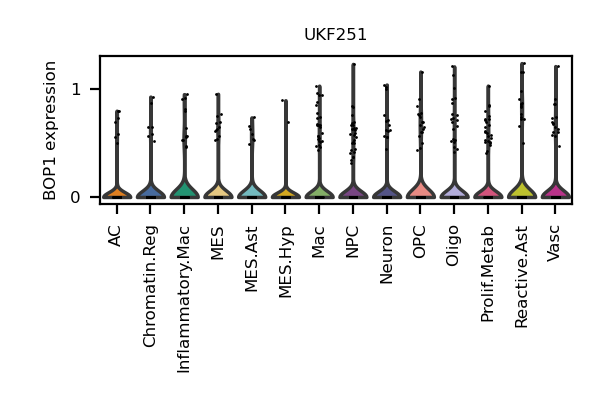 UKF251
BOP1 expression
1
0
AC
Chromatin.Reg
Inflammatory.Mac
MES
MES.Ast
MES.Hyp
Mac
NPC
Neuron
OPC
Oligo
Prolif.Metab
Reactive.Ast
Vasc